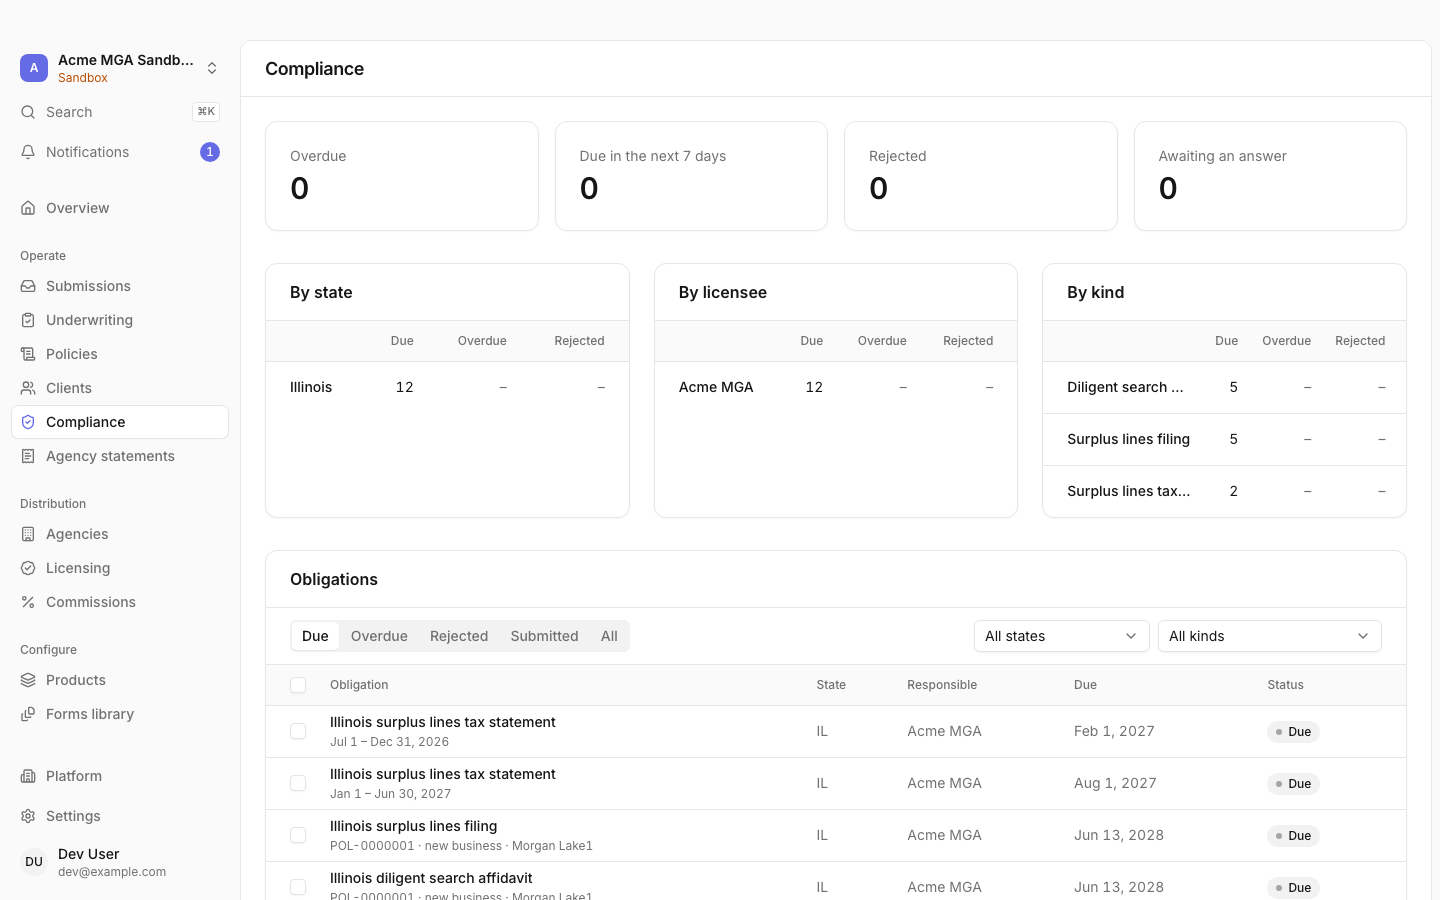 A
Acme MGA Sandb...
Sandbox
Search
⌘K
Notifications
1
Overview
Operate
Submissions
Underwriting
Policies
Clients
Compliance
Agency statements
Distribution
Agencies
Licensing
Commissions
Configure
Products
Forms library
Platform
Settings
DU
Dev User
dev@example.com
Compliance
Overdue
0
Due in the next 7 days
0
Rejected
0
Awaiting an answer
0
By state
Due Overdue Rejected
Illinois 12 – –
By licensee
Due Overdue Rejected
Acme MGA 12 – –
By kind
Due Overdue Rejected
Diligent search ... 5 – –
Surplus lines filing 5 – –
Surplus lines tax... 2 – –
Obligations
Due Overdue Rejected Submitted All
All states
All kinds
Obligation State Responsible Due Status
Illinois surplus lines tax statement IL Acme MGA Feb 1, 2027 Due
Jul 1 – Dec 31, 2026
Illinois surplus lines tax statement IL Acme MGA Aug 1, 2027 Due
Jan 1 – Jun 30, 2027
Illinois surplus lines filing IL Acme MGA Jun 13, 2028 Due
POL-0000001 · new business · Morgan Lake1
Illinois diligent search affidavit IL Acme MGA Jun 13, 2028 Due
POL-0000001 · new business · Morgan Lake1